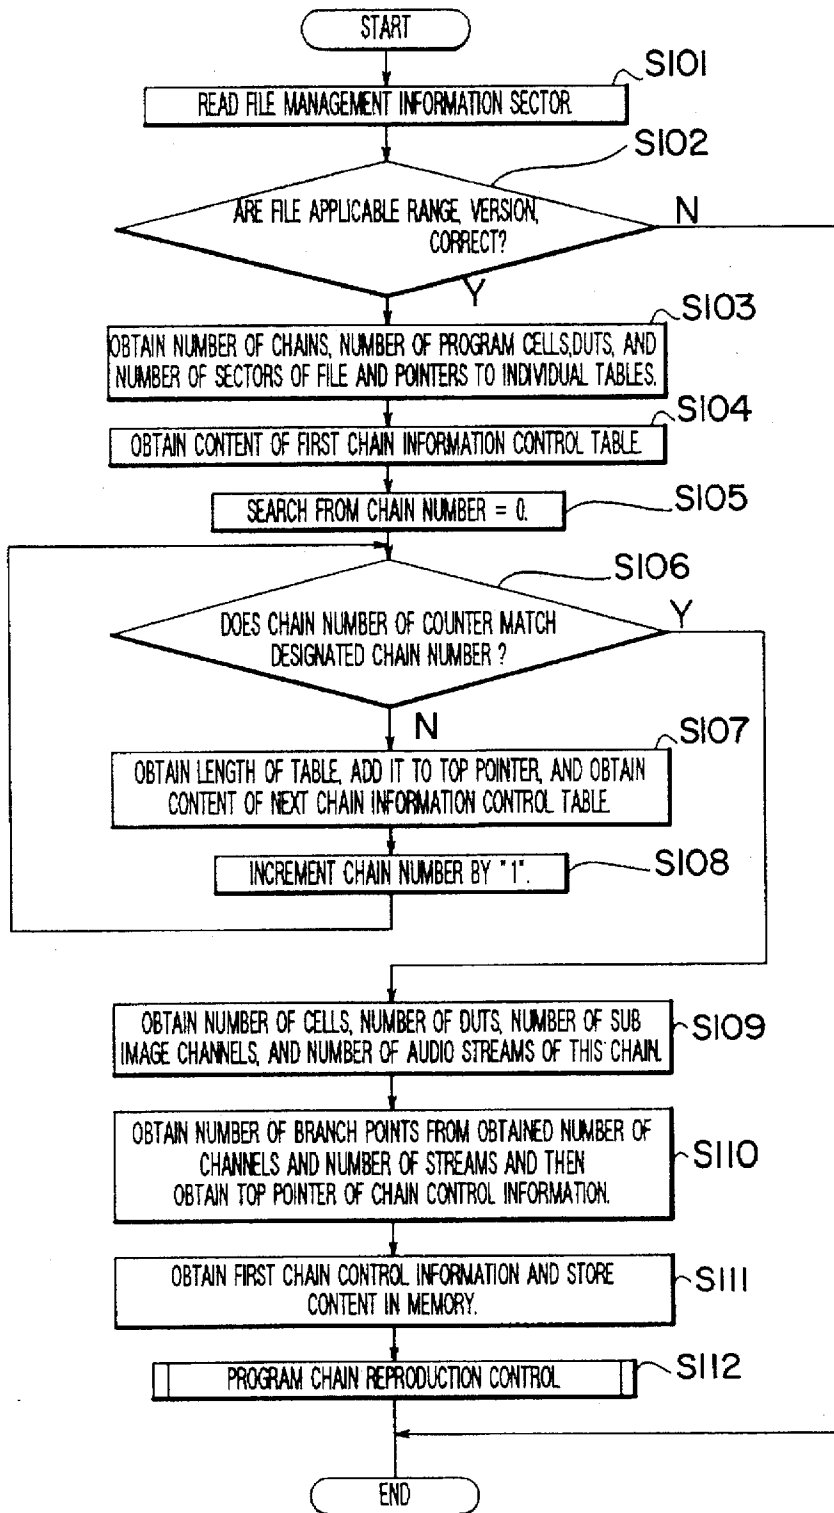 START
S101
READ FILE MANAGEMENT INFORMATION SECTOR
S102
ARE FILE APPLICABLE RANGE, VERSION,
CORRECT?
N
Y
S103
OBTAIN NUMBER OF CHAINS, NUMBER OF PROGRAM CELLS,DUTS, AND
NUMBER OF SECTORS OF FILE AND POINTERS TO INDIVIDUAL TABLES.
S104
OBTAIN CONTENT OF FIRST CHAIN INFORMATION CONTROL TABLE
S105
SEARCH FROM CHAIN NUMBER = 0.
S106
DOES CHAIN NUMBER OF COUNTER MATCH
DESIGNATED CHAIN NUMBER ?
Y
N
S107
OBTAIN LENGTH OF TABLE, ADD IT TO TOP POINTER, AND OBTAIN
CONTENT OF NEXT CHAIN INFORMATION CONTROL TABLE
S108
INCREMENT CHAIN NUMBER BY "1".
OBTAIN NUMBER OF CELLS, NUMBER OF DUTS, NUMBER OF SUB
IMAGE CHANNELS, AND NUMBER OF AUDIO STREAMS OF THIS CHAIN.
S109
OBTAIN NUMBER OF BRANCH POINTS FROM OBTAINED NUMBER OF
CHANNELS AND NUMBER OF STREAMS AND THEN
OBTAIN TOP POINTER OF CHAIN CONTROL INFORMATION.
S110
OBTAIN FIRST CHAIN CONTROL INFORMATION AND STORE
CONTENT IN MEMORY.
S111
PROGRAM CHAIN REPRODUCTION CONTROL
S112
END